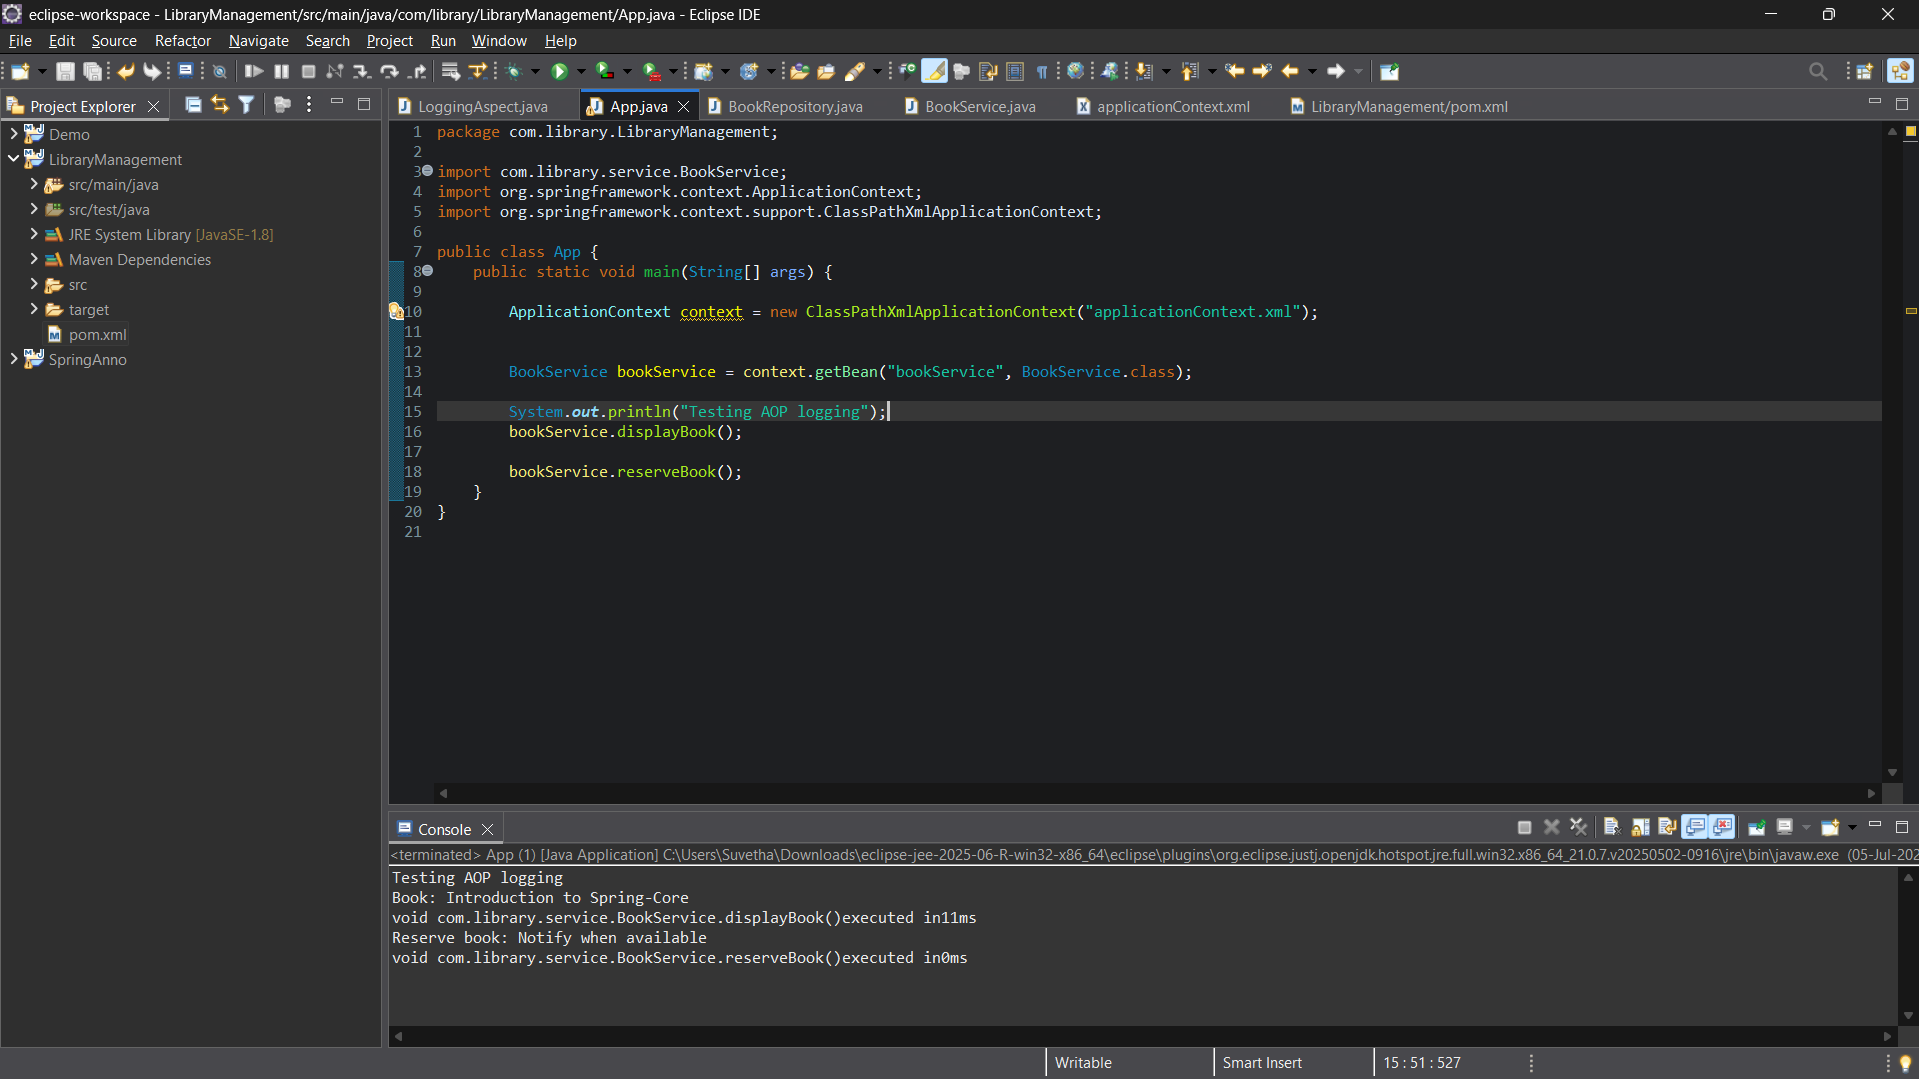 eclipse-workspace - LibraryManagement/src/main/java/com/library/LibraryManagement/App.java - Eclipse IDE
File Edit Source Refactor Navigate Search Project Run Window Help
Project Explorer
Demo
LibraryManagement
src/main/java
src/test/java
JRE System Library [JavaSE-1.8]
Maven Dependencies
src
target
pom.xml
SpringAnno
LoggingAspect.java App.java BookRepository.java BookService.java applicationContext.xml LibraryManagement/pom.xml
1 package com.library.LibraryManagement;
2
3 import com.library.service.BookService;
4 import org.springframework.context.ApplicationContext;
5 import org.springframework.context.support.ClassPathXmlApplicationContext;
6
7 public class App {
8 public static void main(String[] args) {
9
10 ApplicationContext context = new ClassPathXmlApplicationContext("applicationContext.xml");
11
12
13 BookService bookService = context.getBean("bookService", BookService.class);
14
15 System.out.println("Testing AOP logging");
16 bookService.displayBook();
17
18 bookService.reserveBook();
19 }
20 }
21
Console
<terminated> App (1) [Java Application] C:\Users\Suvetha\Downloads\eclipse-jee-2025-06-R-win32-x86_64\eclipse\plugins\org.eclipse.justj.openjdk.hotspot.jre.full.win32.x86_64_21.0.7.v20250502-0916\jre\bin\javaw.exe (05-Jul-202
Testing AOP logging
Book: Introduction to Spring-Core
void com.library.service.BookService.displayBook()executed in11ms
Reserve book: Notify when available
void com.library.service.BookService.reserveBook()executed in0ms
Writable Smart Insert 15 : 51 : 527